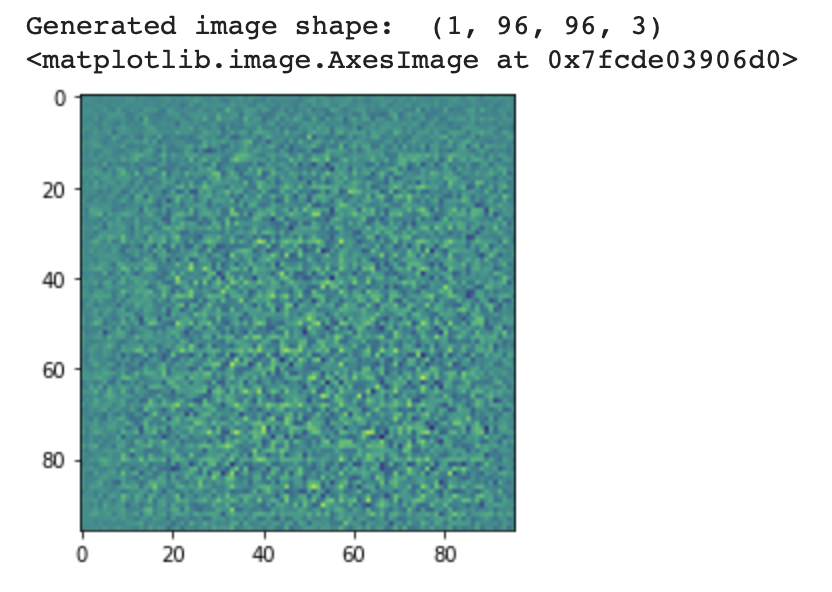 Generated image shape:  (1, 96, 96, 3)
<matplotlib.image.AxesImage at 0x7fcde03906d0>
0
20
40
60
80
0 20 40 60 80